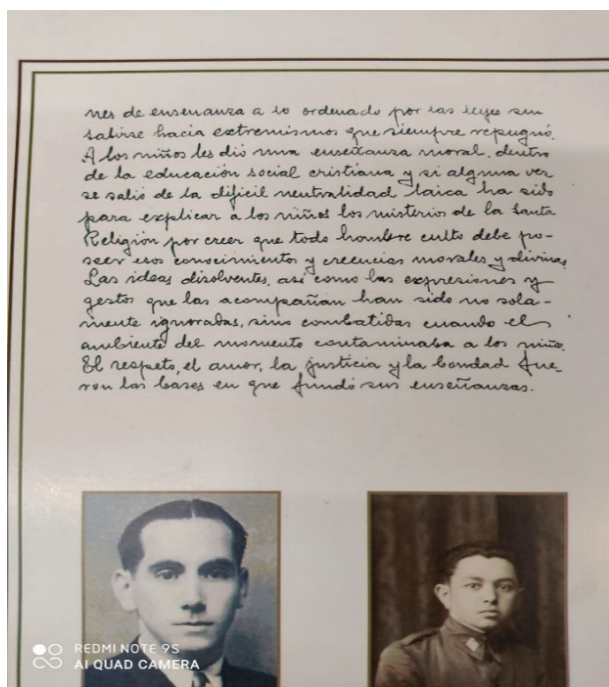 nes de enseñanza a lo ordenado por las leyes sin
salirse hacia extremismos que siempre repugnó.
A los niños les dió una enseñanza moral, dentro
de la educación social cristiana y si alguna vez
se salió de la dificil neutralidad laica ha sido
para explicar a los niños los misterios de la Santa
Religión por creer que todo hombre culto debe po-
seer esos conocimientos y creencias morales y divinas.
Las ideas disolventes, así como las expresiones y
gestos que las acompañan han sido no sola-
mente ignoradas, sino combatidas cuando el
ambiente del momento contaminaba a los niños.
El respeto, el amor, la justicia y la bondad fue-
ron las bases en que fundó sus enseñanzas.
REDMI NOTE 9S
AI QUAD CAMERA